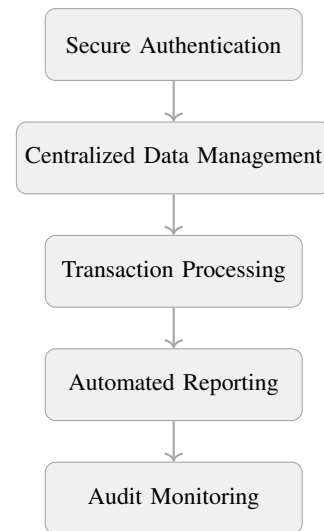 Secure Authentication
Centralized Data Management
Transaction Processing
Automated Reporting
Audit Monitoring